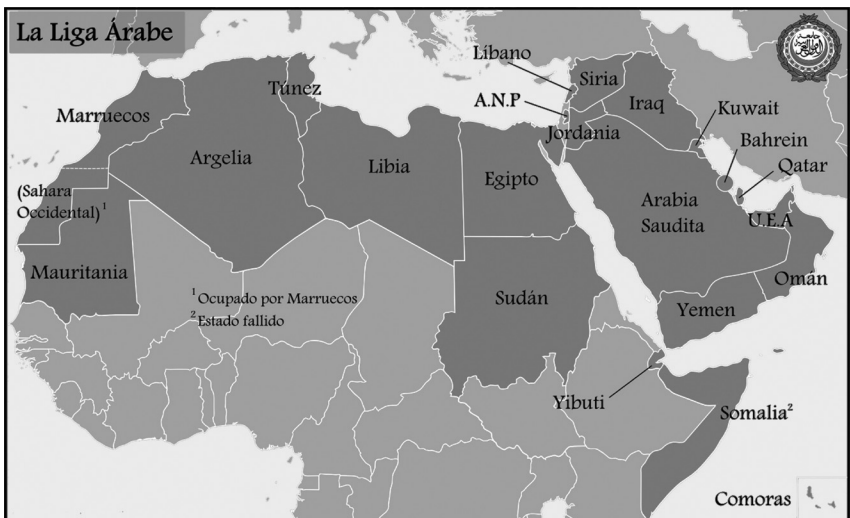 La Liga Árabe
Líbano
Siria
Túnez
A.N.P
Iraq
Marruecos
Kuwait
Jordania
Bahrein
Argelia
Libia
Egipto
Qatar
(Sahara
Occidental)¹
Arabia
Saudita
U.E.A
Mauritania
Omán
¹Ocupado por Marruecos
²Estado fallido
Sudán
Yemen
Yibuti
Somalia²
Comoras